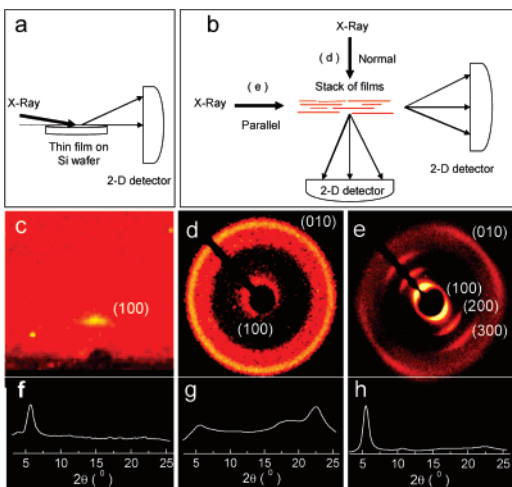 a
X-Ray
Thin film on
Si wafer
2-D detector
b
X-Ray
( d ) Normal
( e ) Stack of films
X-Ray
Parallel
2-D detector
2-D detector
c
(100)
d
(010)
(100)
e
(010)
(100)
(200)
(300)
f
5 10 15 20 25
2θ ( ° )
g
5 10 15 20 25
2θ ( ° )
h
5 10 15 20 25
2θ ( ° )